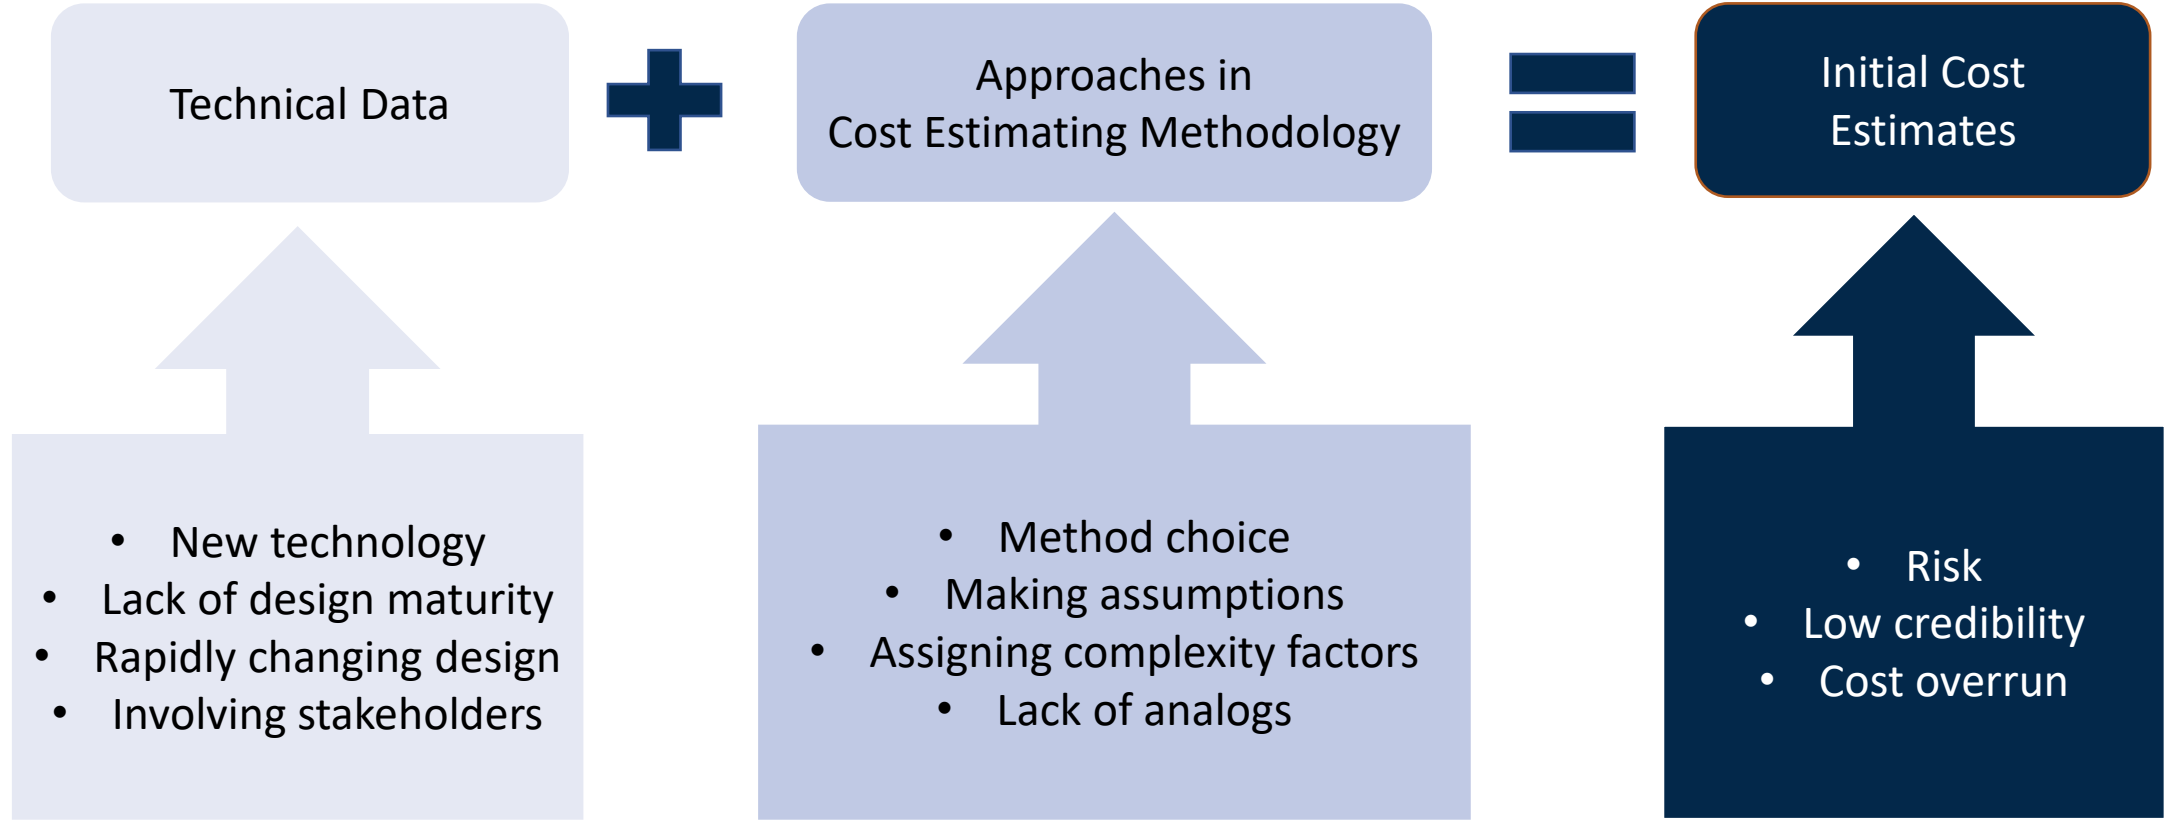 Technical Data
Approaches in
Cost Estimating Methodology
Initial Cost
Estimates
• New technology
• Lack of design maturity
• Rapidly changing design
• Involving stakeholders
• Method choice
• Making assumptions
• Assigning complexity factors
• Lack of analogs
• Risk
• Low credibility
• Cost overrun